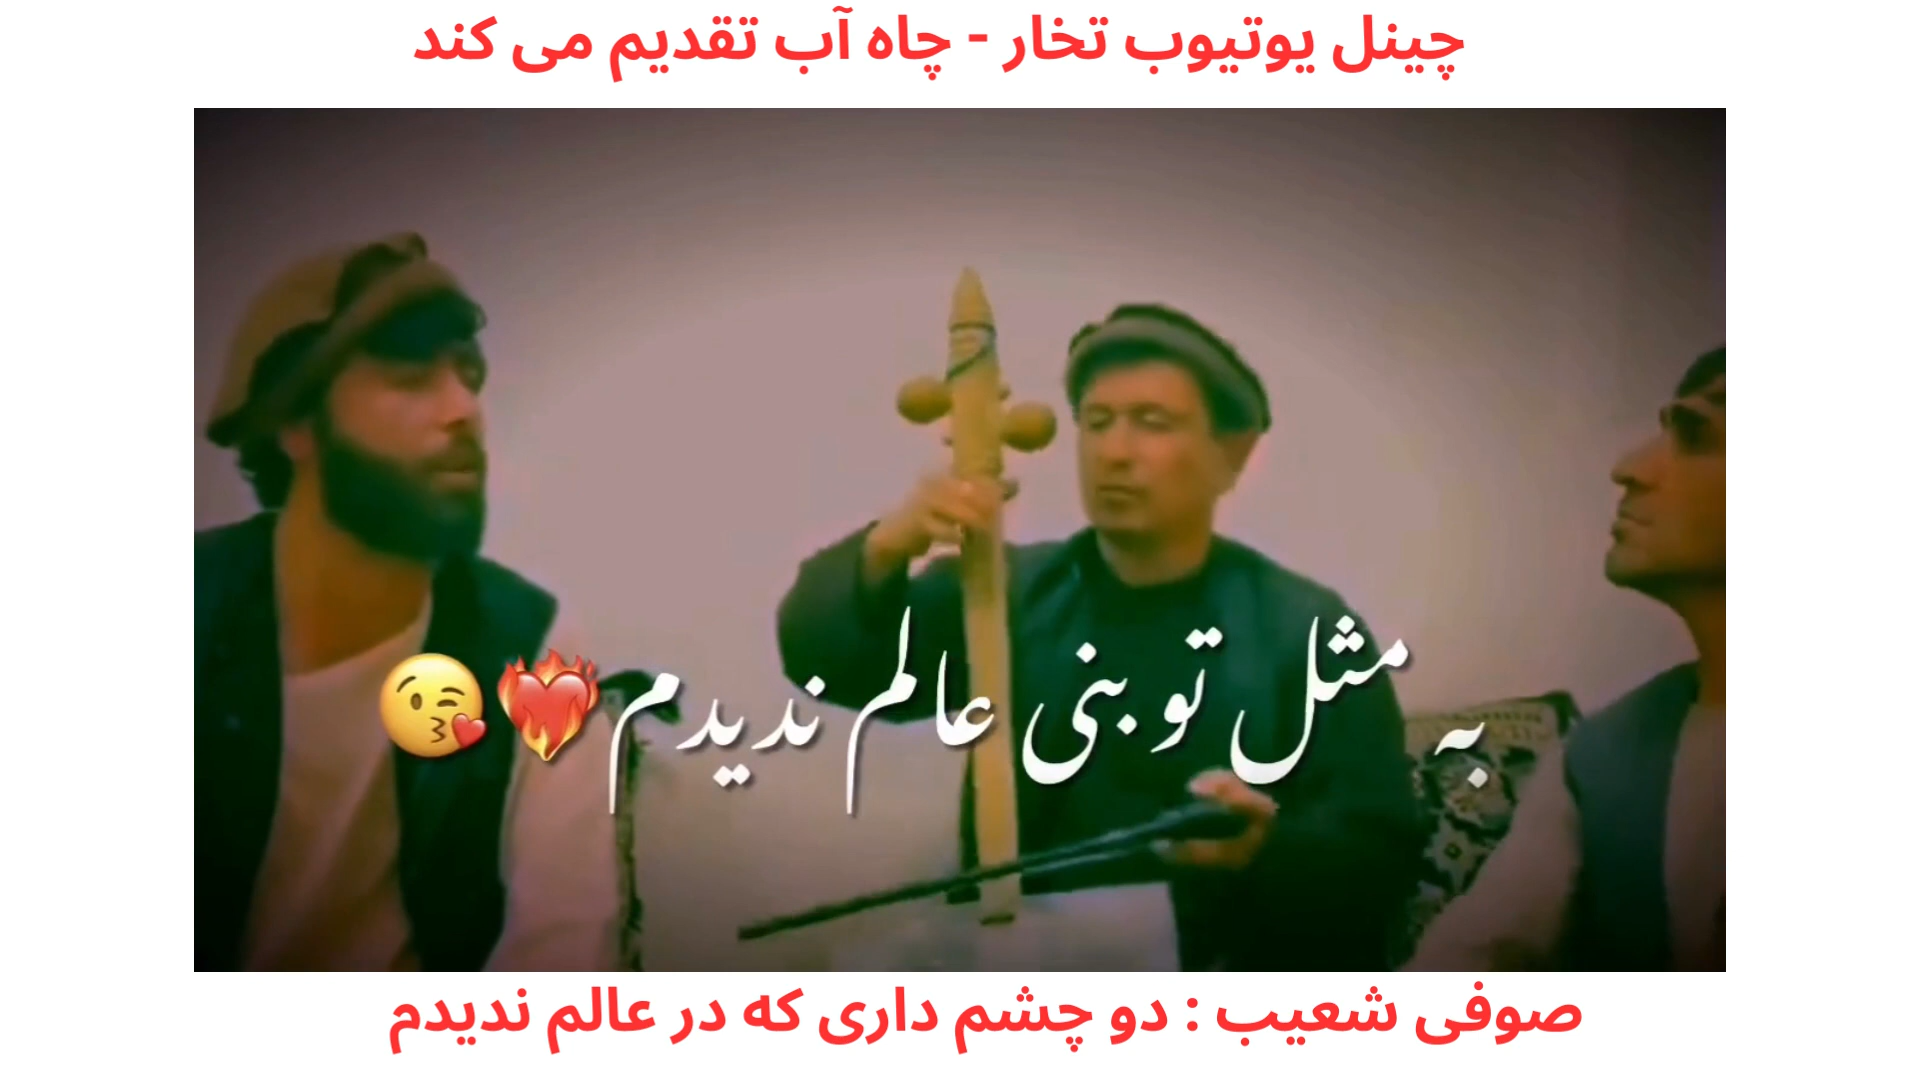 چینل یوتیوب تخار - چاه آب تقدیم می کند
به مثل تو بنی عالم ندیدم❤️‍🔥😘
صوفی شعیب : دو چشم داری که در عالم ندیدم